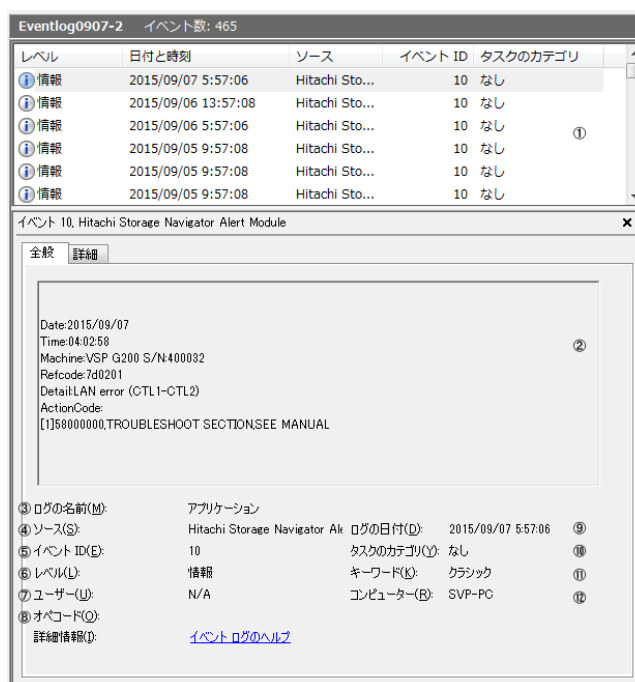 Eventlog0907-2 イベント数: 465
レベル 日付と時刻 ソース イベント ID タスクのカテゴリ
情報 2015/09/07 5:57:06 Hitachi Sto... 10 なし
情報 2015/09/06 13:57:08 Hitachi Sto... 10 なし
情報 2015/09/06 5:57:06 Hitachi Sto... 10 なし
①
情報 2015/09/05 9:57:08 Hitachi Sto... 10 なし
情報 2015/09/05 9:57:08 Hitachi Sto... 10 なし
情報 2015/09/05 9:57:08 Hitachi Sto... 10 なし
イベント 10, Hitachi Storage Navigator Alert Module
全般 詳細
Date:2015/09/07
Time:04:02:58
②
Machine:VSP G200 S/N:400032
Refcode:7d0201
Detail:LAN error (CTL1-CTL2)
ActionCode:
[1]58000000,TROUBLESHOOT SECTION,SEE MANUAL
③ ログの名前(M): アプリケーション
④ ソース(S): Hitachi Storage Navigator Ale ログの日付(D): 2015/09/07 5:57:06 ⑨
⑤ イベント ID(E): 10 タスクのカテゴリ(Y): なし ⑩
⑥ レベル(L): 情報 キーワード(K): クラシック ⑪
⑦ ユーザー(U): N/A コンピューター(R): SVP-PC ⑫
⑧ オペコード(O):
詳細情報(I): イベント ログのヘルプ